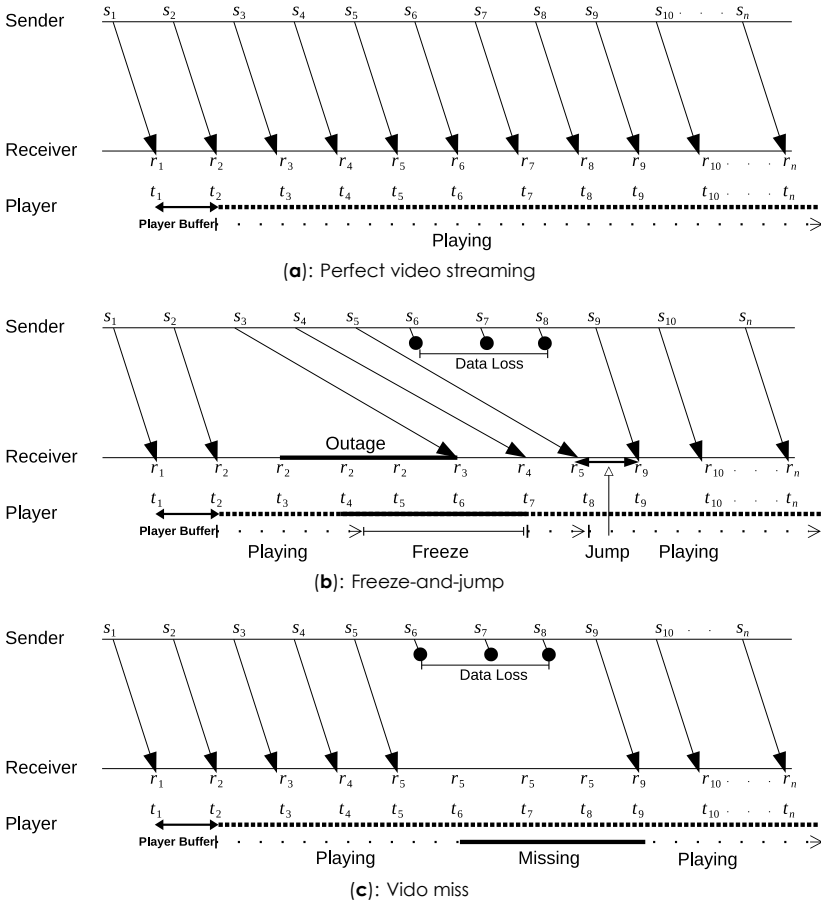 Sender s1 s2 s3 s4 s5 s6 s7 s8 s9 s10 · · · sn
Receiver
r1 r2 r3 r4 r5 r6 r7 r8 r9 r10 · · · rn
t1 t2 t3 t4 t5 t6 t7 t8 t9 t10 · · · tn
Player
Player Buffer
Playing
(a): Perfect video streaming
Sender s1 s2 s3 s4 s5 s6 s7 s8 s9 s10 · · · sn
Data Loss
Outage
Receiver
r1 r2 r2 r2 r2 r3 r4 r5 r9 r10 · · · rn
t1 t2 t3 t4 t5 t6 t7 t8 t9 t10 · · · tn
Player
Player Buffer
Playing Freeze Jump Playing
(b): Freeze-and-jump
Sender s1 s2 s3 s4 s5 s6 s7 s8 s9 s10 · · · sn
Data Loss
Receiver
r1 r2 r3 r4 r5 r5 r5 r5 r9 r10 · · · rn
t1 t2 t3 t4 t5 t6 t7 t8 t9 t10 · · · tn
Player
Player Buffer
Playing Missing Playing
(c): Vido miss